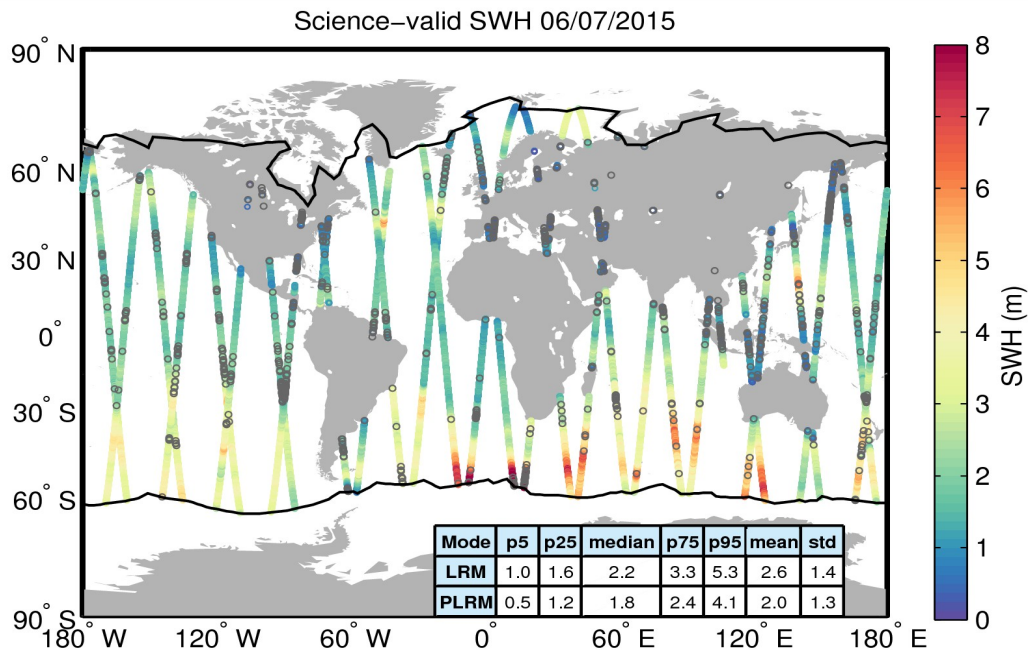 Science−valid SWH 06/07/2015
90° N
60° N
30° N
0°
30° S
60° S
90° S
180° W
120° W
60° W
0°
60° E
120° E
180° E
8
7
6
5
4
3
2
1
0
SWH (m)
Mode p5 p25 median p75 p95 mean std
LRM 1.0 1.6 2.2 3.3 5.3 2.6 1.4
PLRM 0.5 1.2 1.8 2.4 4.1 2.0 1.3